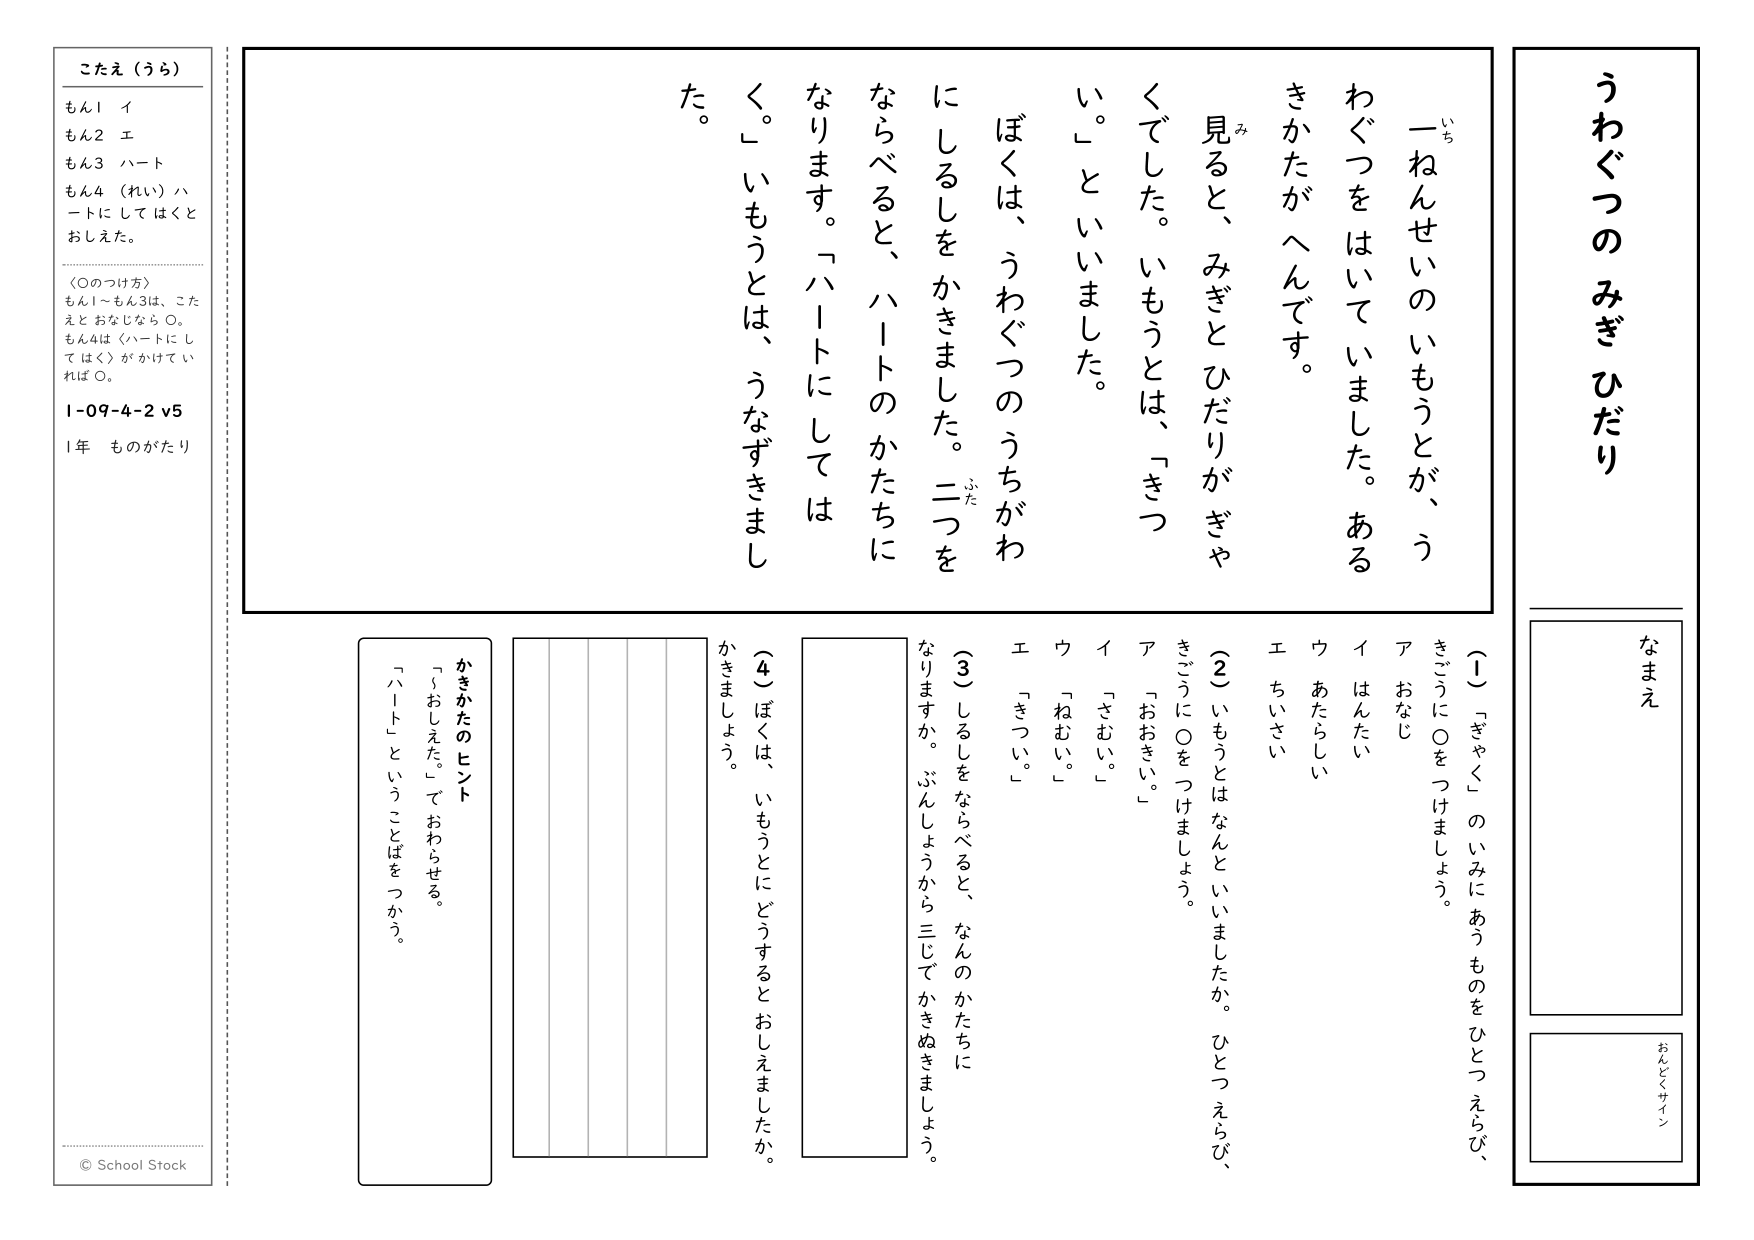 うわぐつの みぎ ひだり
なまえ
おんどくサイン
一ねんせいの いもうとが、 う
いち
わぐつを はいて いました。 ある
きかたが へんです。
見ると、 みぎと ひだりが ぎゃ
み
くでした。 いもうとは、「きつ
い。」と いいました。
ぼくは、 うわぐつの うちがわ
に しるしを かきました。 二つを
ふた
ならべると、 ハートの かたちに
なります。「ハートに して は
く。」いもうとは、 うなずきまし
た。
(1)「ぎゃく」 の いみに あう ものを ひとつ えらび、
きごうに ○を つけましょう。
ア おなじ
イ はんたい
ウ あたらしい
エ ちいさい
(2) いもうとは なんと いいましたか。 ひとつ えらび、
きごうに ○を つけましょう。
ア 「おおきい。」
イ 「さむい。」
ウ 「ねむい。」
エ 「きつい。」
(3) しるしを ならべると、 なんの かたちに
なりますか。 ぶんしょうから 三じで かきぬきましょう。
(4) ぼくは、 いもうとに どうすると おしえましたか。
かきましょう。
かきかたの ヒント
「〜おしえた。」で おわらせる。
「ハート」と いう ことばを つかう。
こたえ（うら）
もん1 イ
もん2 エ
もん3 ハート
もん4 （れい）ハ
ートに して はくと
おしえた。
〈○のつけ方〉
もん1～もん3は、こた
えと おなじなら ○。
もん4は〈ハートに し
て はく〉が かけて い
れば ○。
1-09-4-2 v5
1年 ものがたり
© School Stock